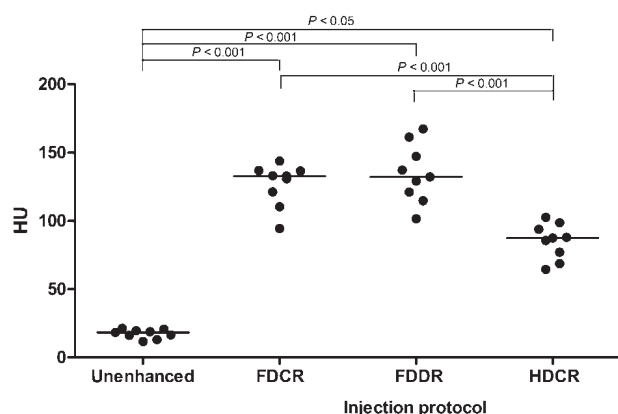 P < 0.05
P < 0.001
P < 0.001
P < 0.001
P < 0.001
200
150
100
50
0
HU
Unenhanced FDCR FDDR HDCR
Injection protocol